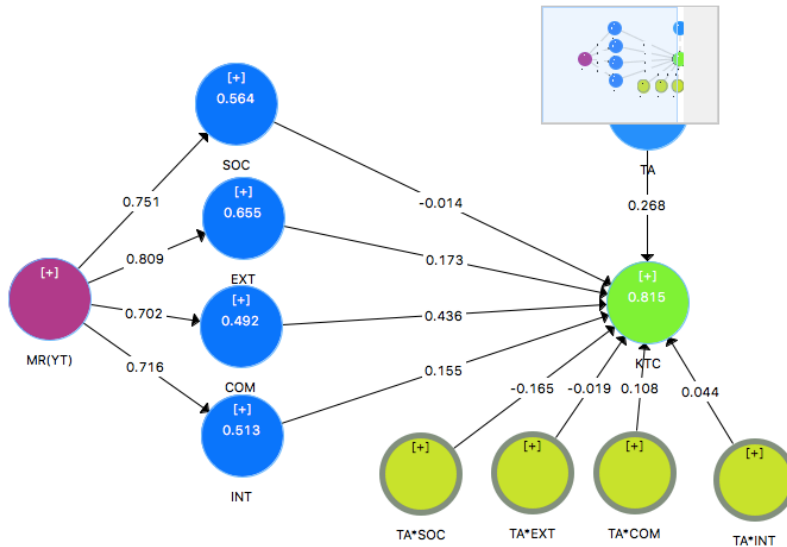 [+]
0.564
SOC
TA
0.751
-0.014
0.268
[+]
0.655
0.809
EXT
0.173
[+]
MR(YT)
[+]
0.492
0.702
COM
0.436
[+]
0.815
KTC
0.716
[+]
0.513
INT
0.155
-0.165
-0.019
0.108
0.044
[+]
[+]
[+]
[+]
TA*SOC
TA*EXT
TA*COM
TA*INT